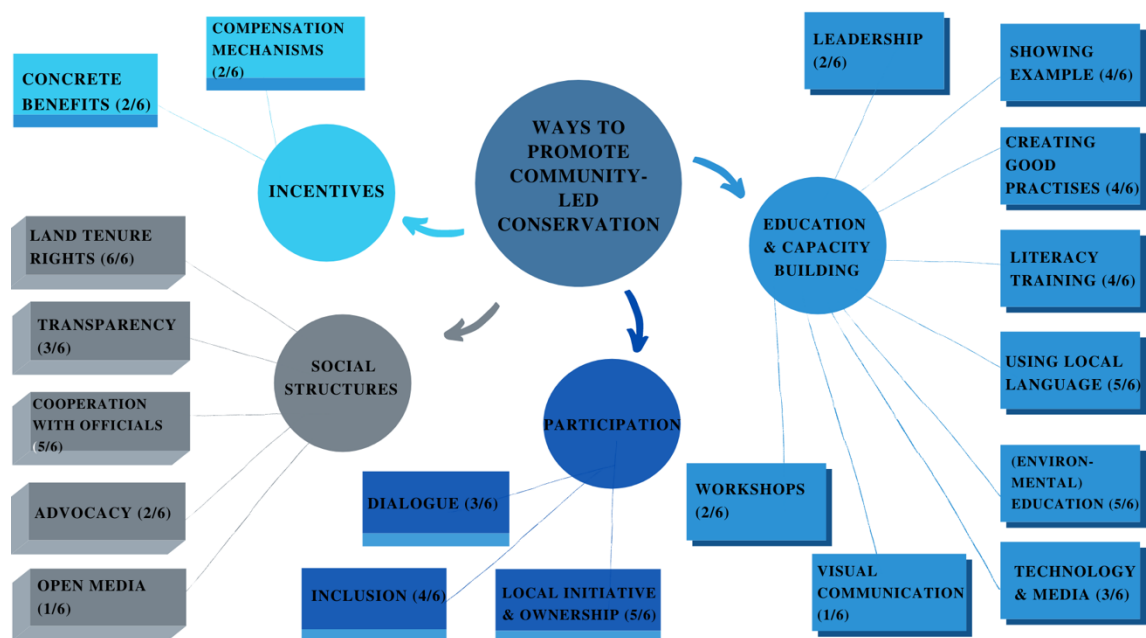 WAYS TO
PROMOTE
COMMUNITY-
LED
CONSERVATION
INCENTIVES
COMPENSATION
MECHANISMS
(2/6)
CONCRETE
BENEFITS (2/6)
SOCIAL
STRUCTURES
LAND TENURE
RIGHTS (6/6)
TRANSPARENCY
(3/6)
COOPERATION
WITH OFFICIALS
(5/6)
ADVOCACY (2/6)
OPEN MEDIA
(1/6)
PARTICIPATION
DIALOGUE (3/6)
INCLUSION (4/6)
LOCAL INITIATIVE
& OWNERSHIP (5/6)
EDUCATION
& CAPACITY
BUILDING
LEADERSHIP
(2/6)
SHOWING
EXAMPLE (4/6)
CREATING
GOOD
PRACTISES (4/6)
LITERACY
TRAINING (4/6)
USING LOCAL
LANGUAGE (5/6)
(ENVIRON-
MENTAL)
EDUCATION (5/6)
TECHNOLOGY
& MEDIA (3/6)
VISUAL
COMMUNICATION
(1/6)
WORKSHOPS
(2/6)